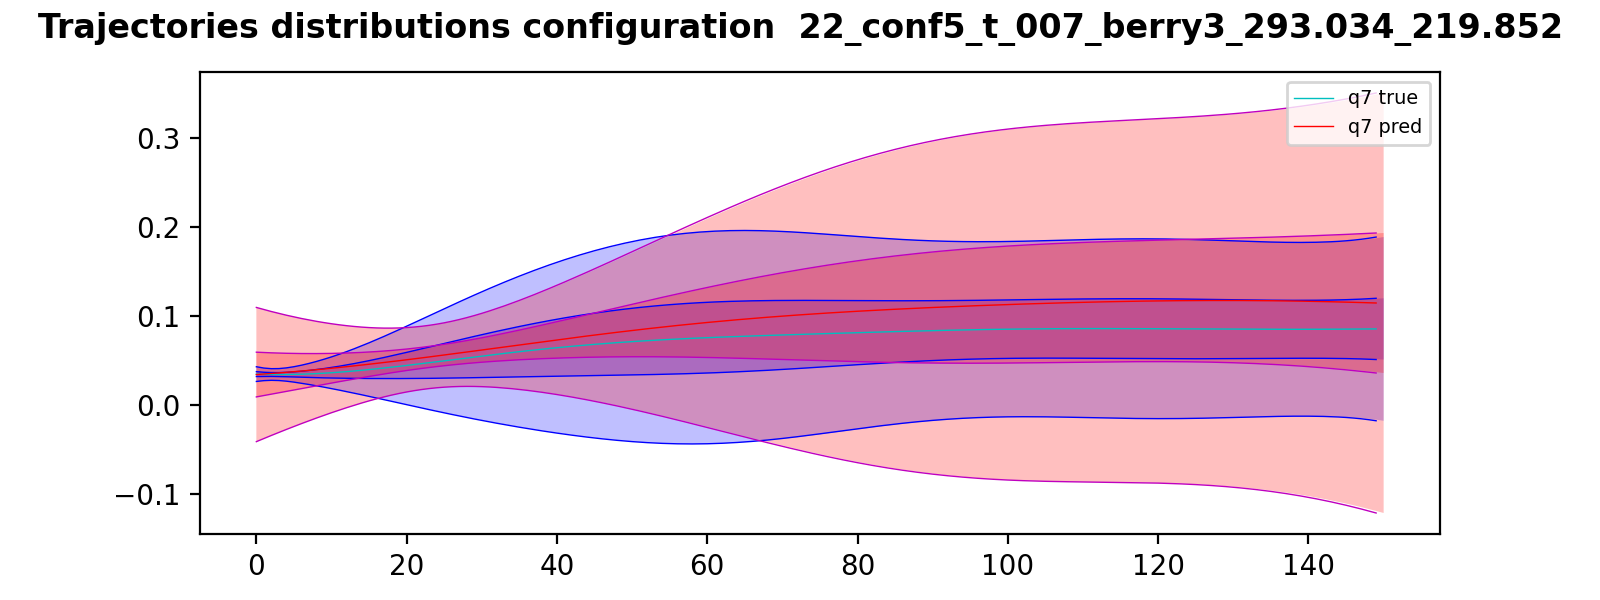 Trajectories distributions configuration  22_conf5_t_007_berry3_293.034_219.852
q7 true
q7 pred
0.3
0.2
0.1
0.0
−0.1
0 20 40 60 80 100 120 140